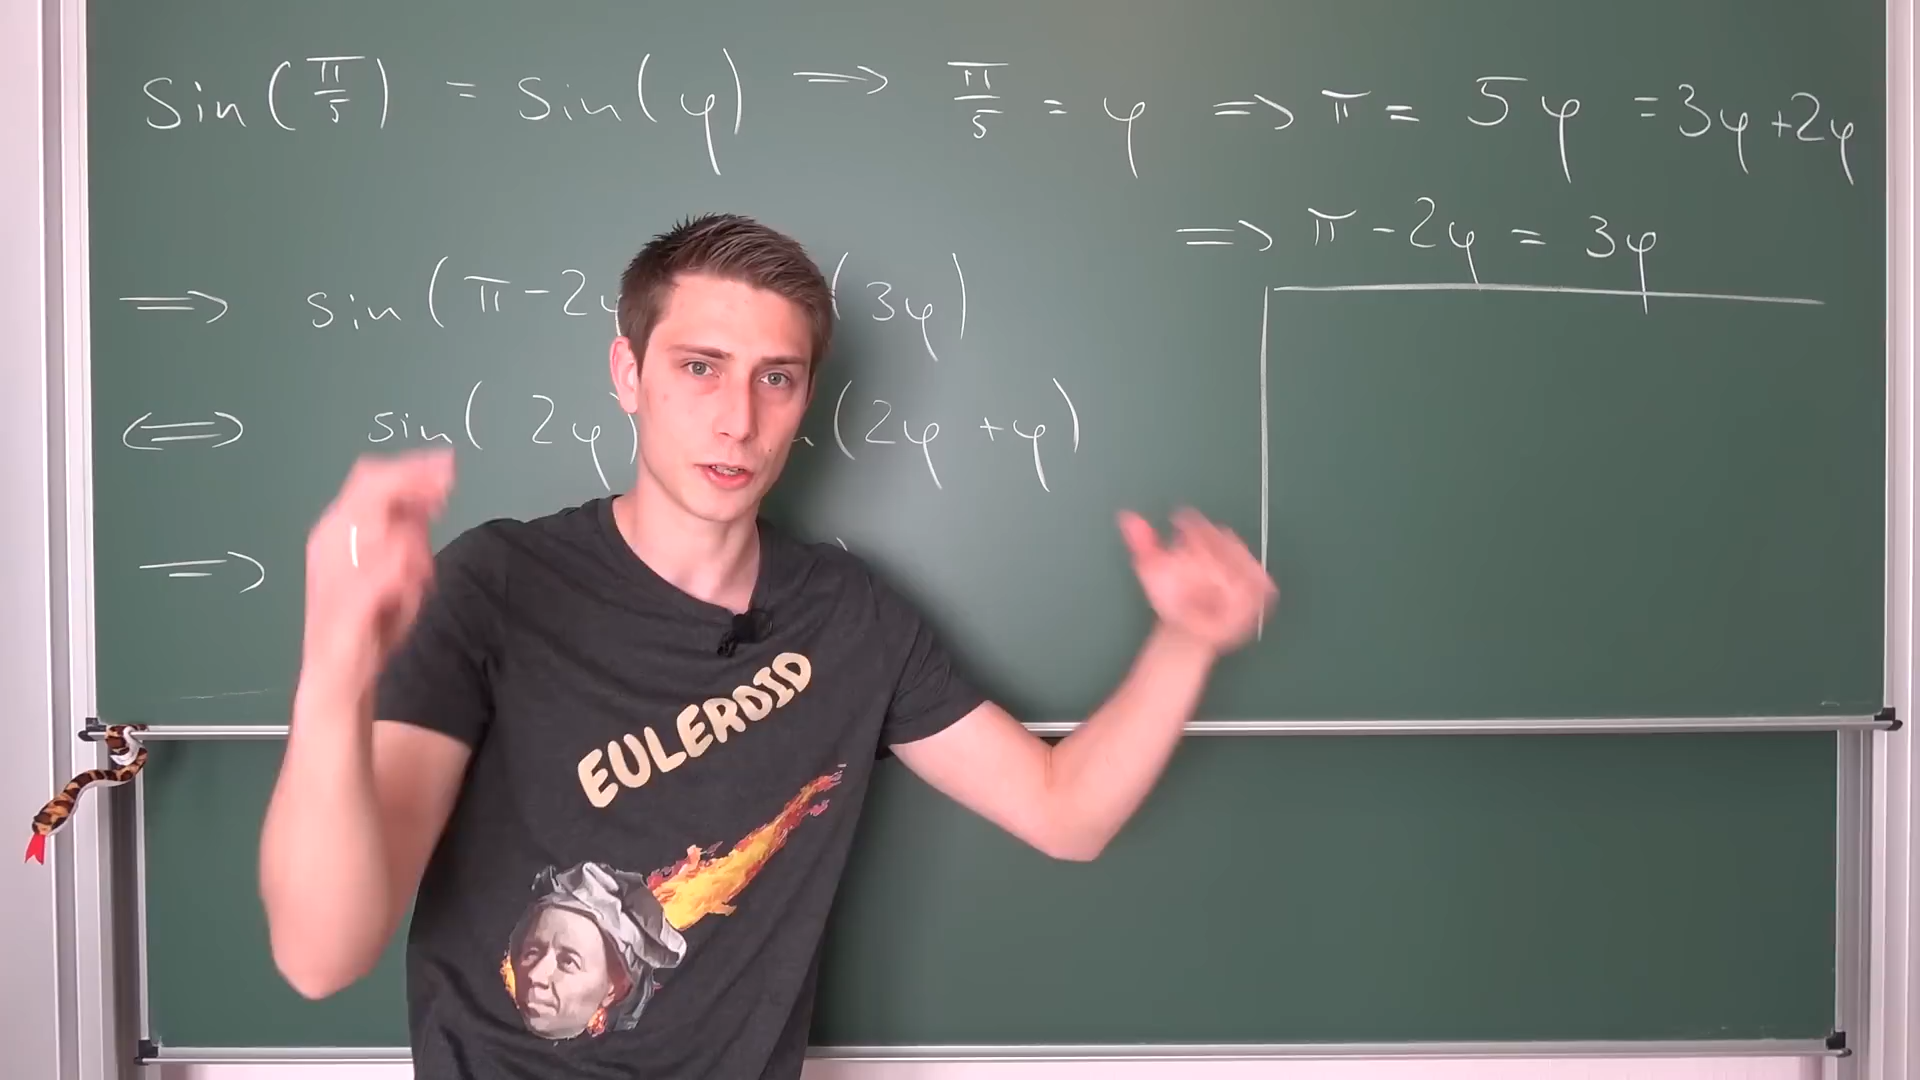 sin(π/5) = sin(φ) ⟹ π/5 = φ ⟹ π = 5φ = 3φ+2φ
⟹ π-2φ = 3φ
⟹ sin(π-2φ (3φ)
⟺ sin(2φ) (2φ+φ)
⟹
EULEROID